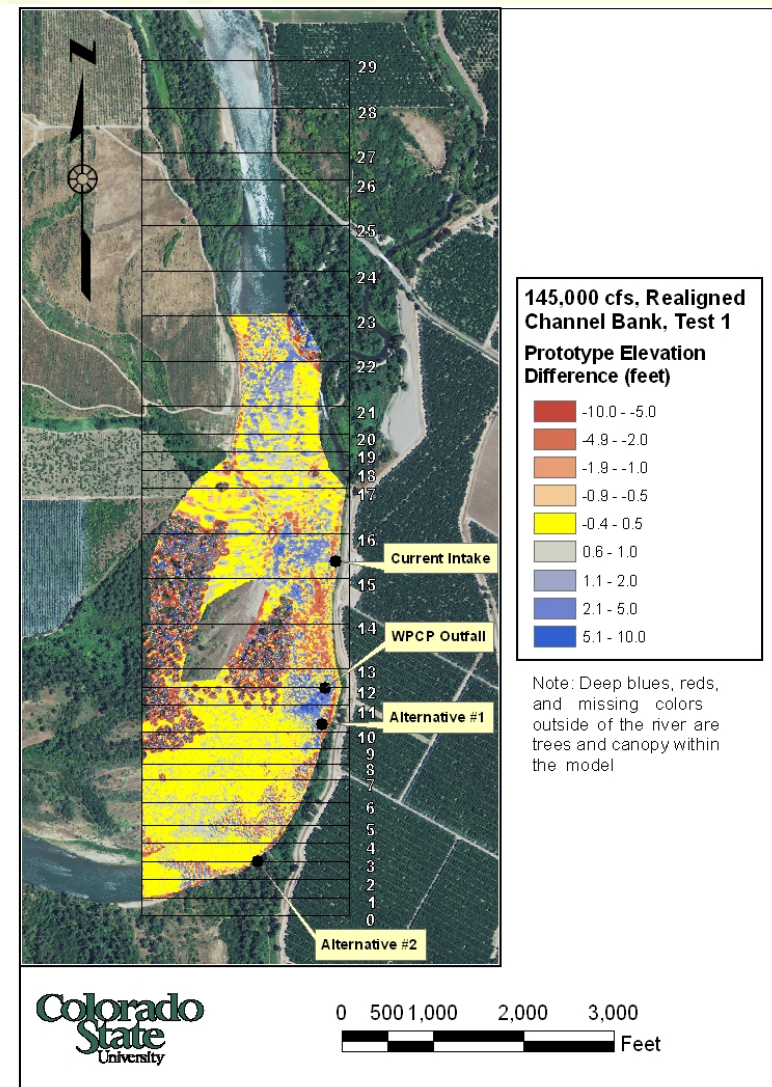 N
29
28
27
26
25
24
23
22
21
20
19
18
17
16
15
14
13
12
11
10
9
8
7
6
5
4
3
2
1
0
Current Intake
WPCP Outfall
Alternative #1
Alternative #2
145,000 cfs, Realigned
Channel Bank, Test 1
Prototype Elevation
Difference (feet)
-10.0 - -5.0
-4.9 - -2.0
-1.9 - -1.0
-0.9 - -0.5
-0.4 - 0.5
0.6 - 1.0
1.1 - 2.0
2.1 - 5.0
5.1 - 10.0
Note: Deep blues, reds,
and missing colors
outside of the river are
trees and canopy within
the model
Colorado
State
University
0 500 1,000 2,000 3,000
Feet